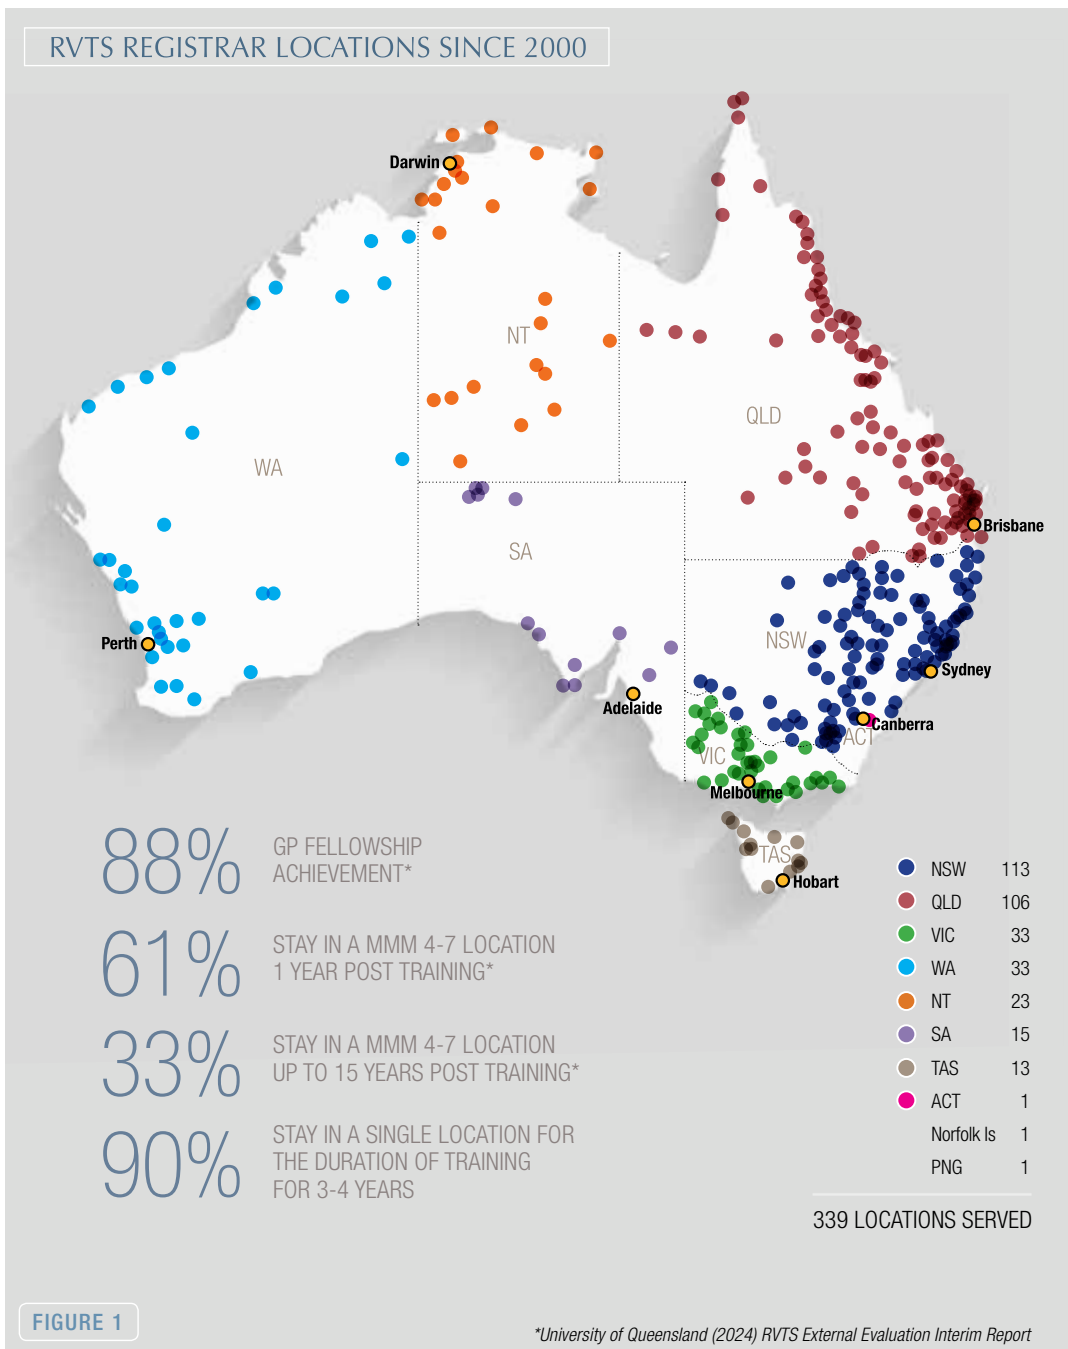 RVTS REGISTRAR LOCATIONS SINCE 2000
Darwin
NT
QLD
WA
SA
Brisbane
NSW
Perth
Sydney
Adelaide
Canberra
ACT
VIC
Melbourne
TAS
Hobart
88%
GP FELLOWSHIP
ACHIEVEMENT*
61%
STAY IN A MMM 4-7 LOCATION
1 YEAR POST TRAINING*
33%
STAY IN A MMM 4-7 LOCATION
UP TO 15 YEARS POST TRAINING*
90%
STAY IN A SINGLE LOCATION FOR
THE DURATION OF TRAINING
FOR 3-4 YEARS
NSW 113
QLD 106
VIC 33
WA 33
NT 23
SA 15
TAS 13
ACT 1
Norfolk Is 1
PNG 1
339 LOCATIONS SERVED
FIGURE 1
*University of Queensland (2024) RVTS External Evaluation Interim Report